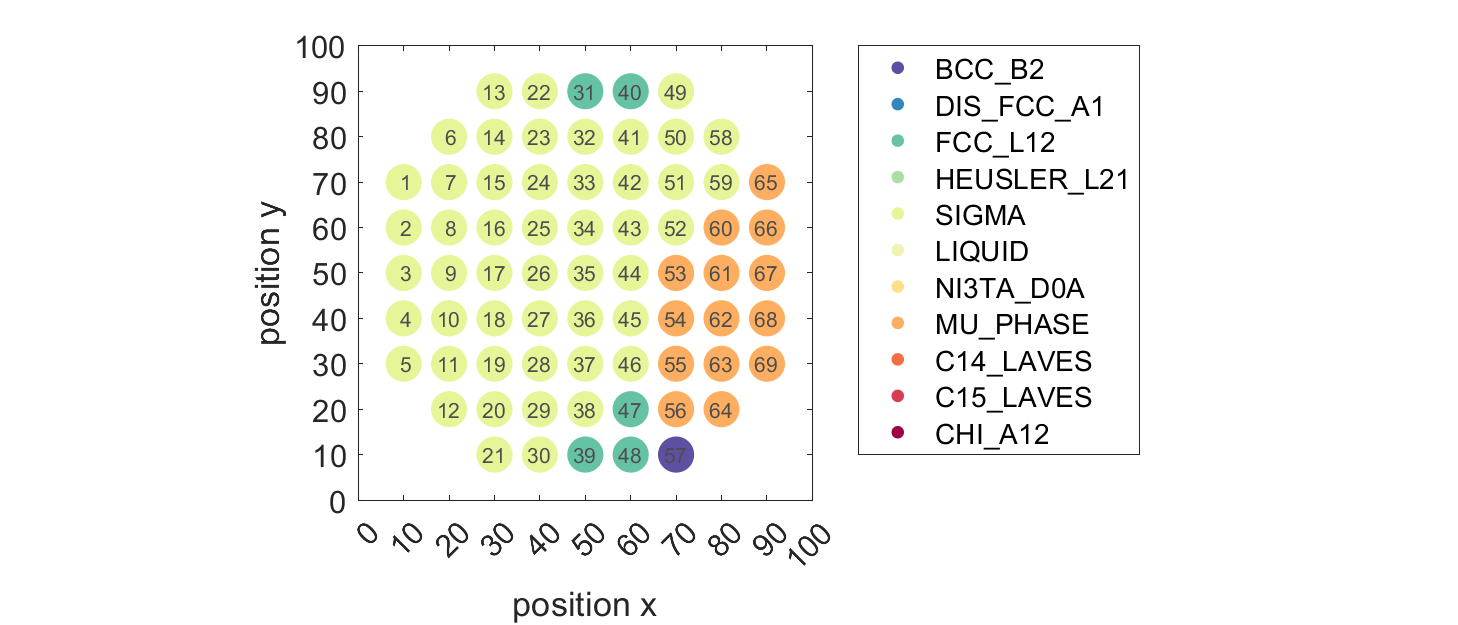 100
90
80
70
60
50
40
30
20
10
0
position y
13 22 31 40 49
6 14 23 32 41 50 58
1 7 15 24 33 42 51 59 65
2 8 16 25 34 43 52 60 66
3 9 17 26 35 44 53 61 67
4 10 18 27 36 45 54 62 68
5 11 19 28 37 46 55 63 69
12 20 29 38 47 56 64
21 30 39 48 57
0 10 20 30 40 50 60 70 80 90 100
position x
BCC_B2
DIS_FCC_A1
FCC_L12
HEUSLER_L21
SIGMA
LIQUID
NI3TA_D0A
MU_PHASE
C14_LAVES
C15_LAVES
CHI_A12